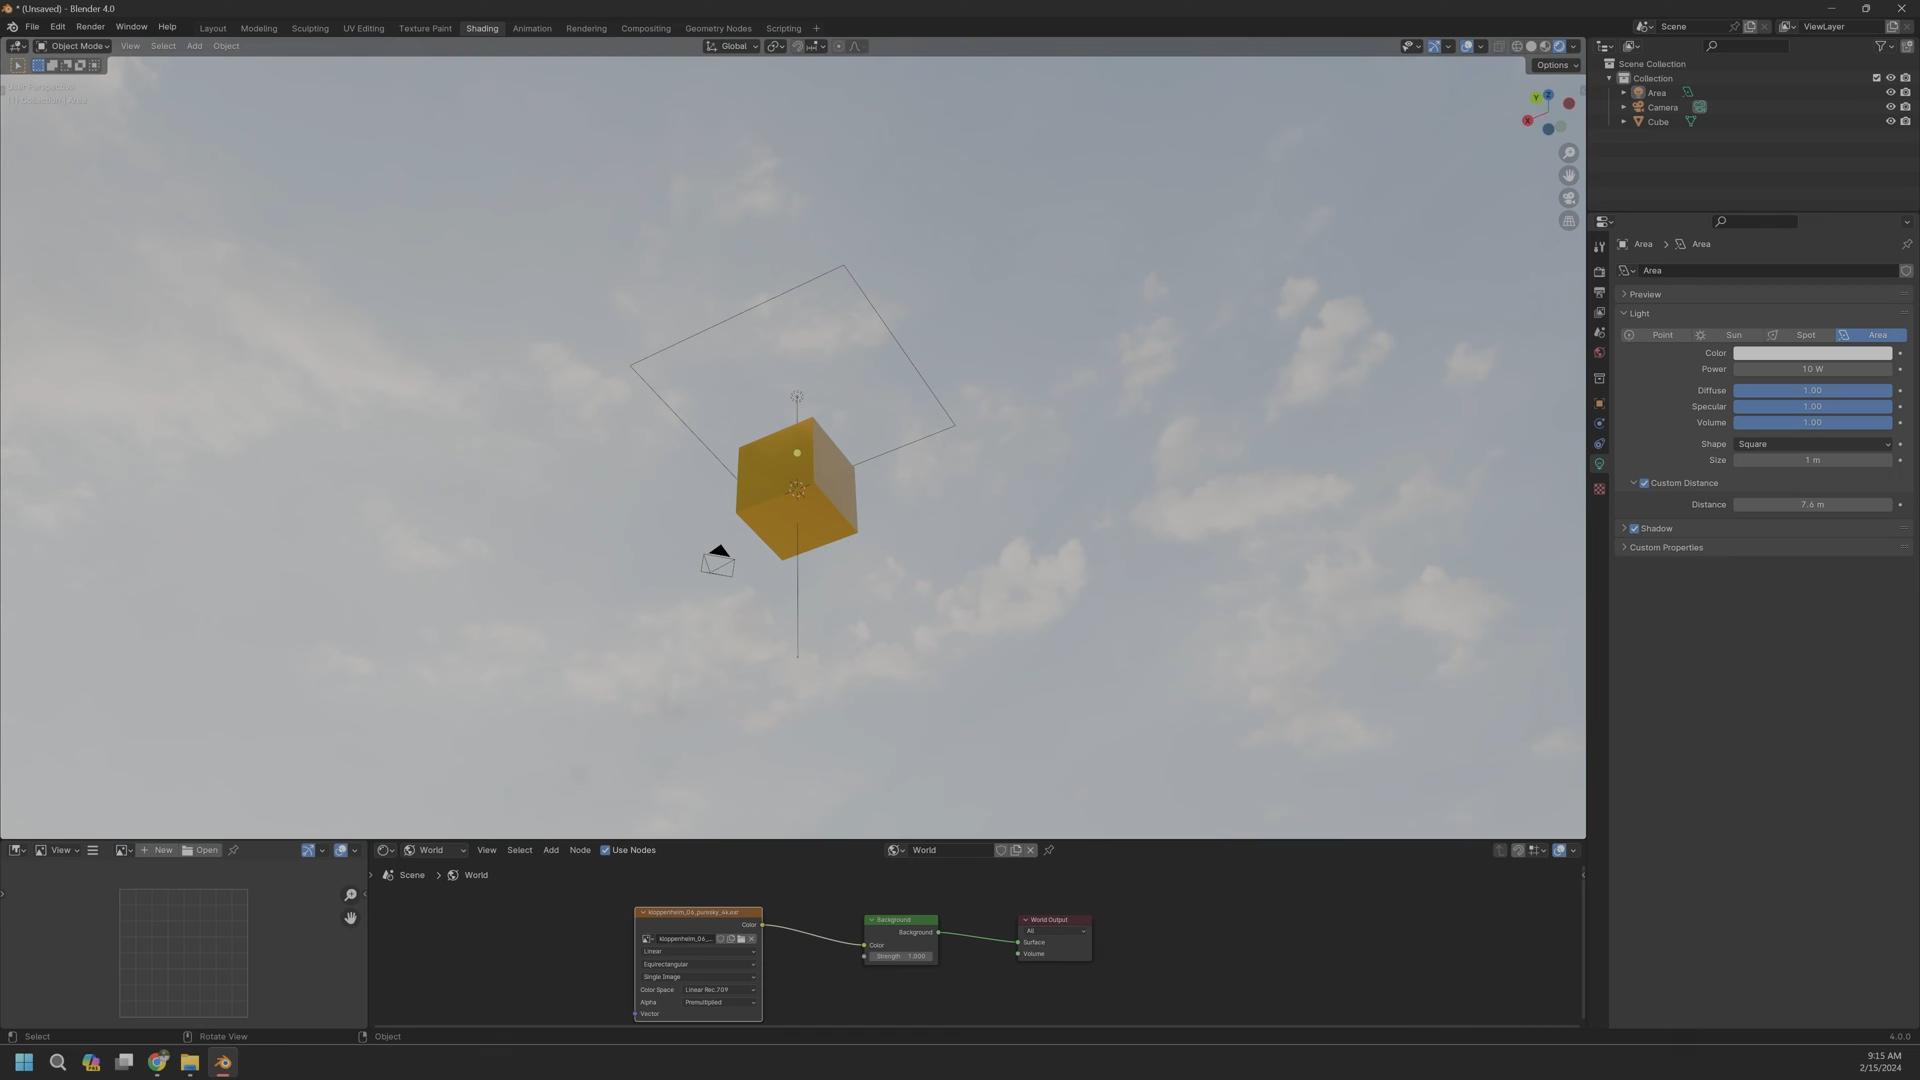 * (Unsaved) - Blender 4.0
File Edit Render Window Help
Layout Modeling Sculpting UV Editing Texture Paint Shading Animation Rendering Compositing Geometry Nodes Scripting +
Scene
ViewLayer
Object Mode View Select Add Object
Global
Options
User Perspective
(1) Collection | Area
Y
Z
X
Scene Collection
Collection
Area
Camera
Cube
Area > Area
Area
Preview
Light
Point Sun Spot Area
Color
Power 10 W
Diffuse 1.00
Specular 1.00
Volume 1.00
Shape Square
Size 1 m
Custom Distance
Distance 7.6 m
Shadow
Custom Properties
View
+ New Open
World View Select Add Node Use Nodes
World
Scene > World
kloppenheim_06_puresky_4k.exr
Color
kloppenheim_06_...
Linear
Equirectangular
Single Image
Color Space Linear Rec.709
Alpha Premultiplied
Vector
Background
Background
Color
Strength 1.000
World Output
All
Surface
Volume
Select Rotate View Object
4.0.0
9:15 AM
2/15/2024